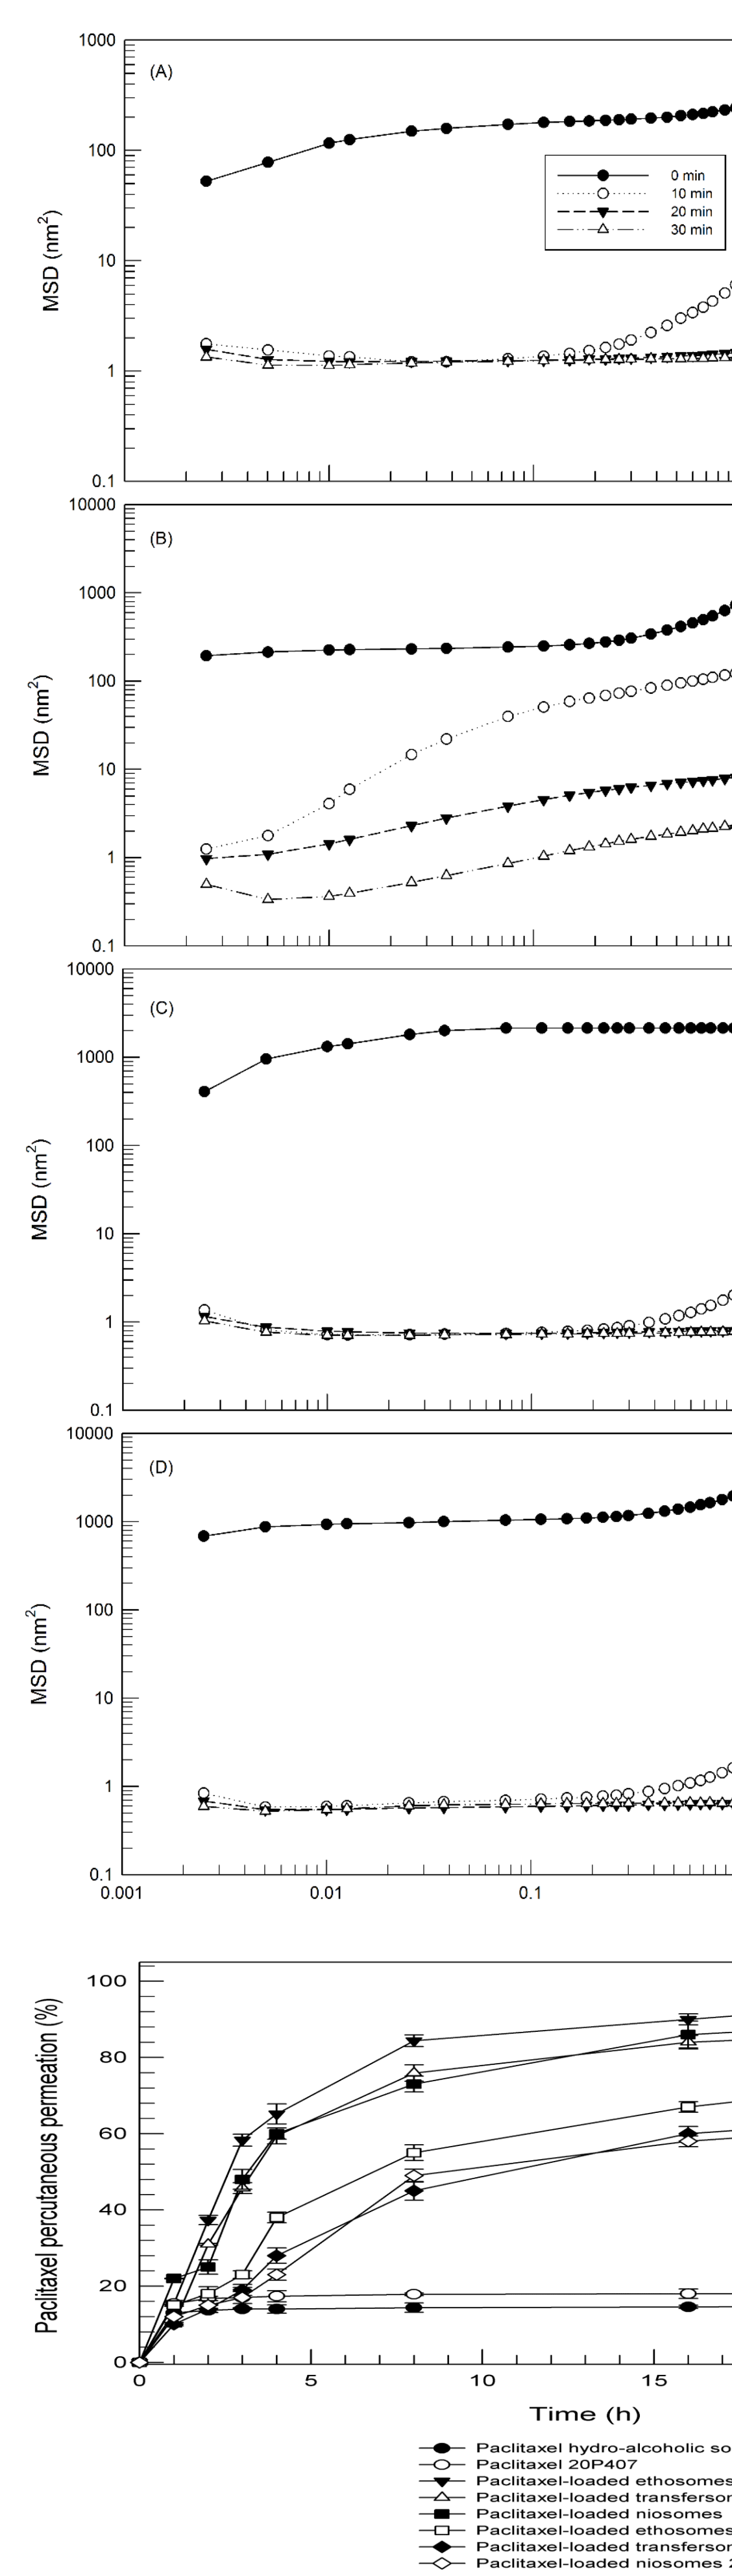 1000
(A)
100
0 min
10 min
20 min
30 min
MSD (nm2)
10
1
0.1
10000
(B)
1000
100
MSD (nm2)
10
1
0.1
10000
(C)
1000
100
MSD (nm2)
10
1
0.1
10000
(D)
1000
100
MSD (nm2)
10
1
0.1
0.001 0.01 0.1
100
80
60
Paclitaxel percutaneous permeation (%)
40
20
0
0 5 10 15
Time (h)
Paclitaxel hydro-alcoholic so
Paclitaxel 20P407
Paclitaxel-loaded ethosomes
Paclitaxel-loaded transferson
Paclitaxel-loaded niosomes
Paclitaxel-loaded ethosomes
Paclitaxel-loaded transferson
Paclitaxel-loaded niosomes 2